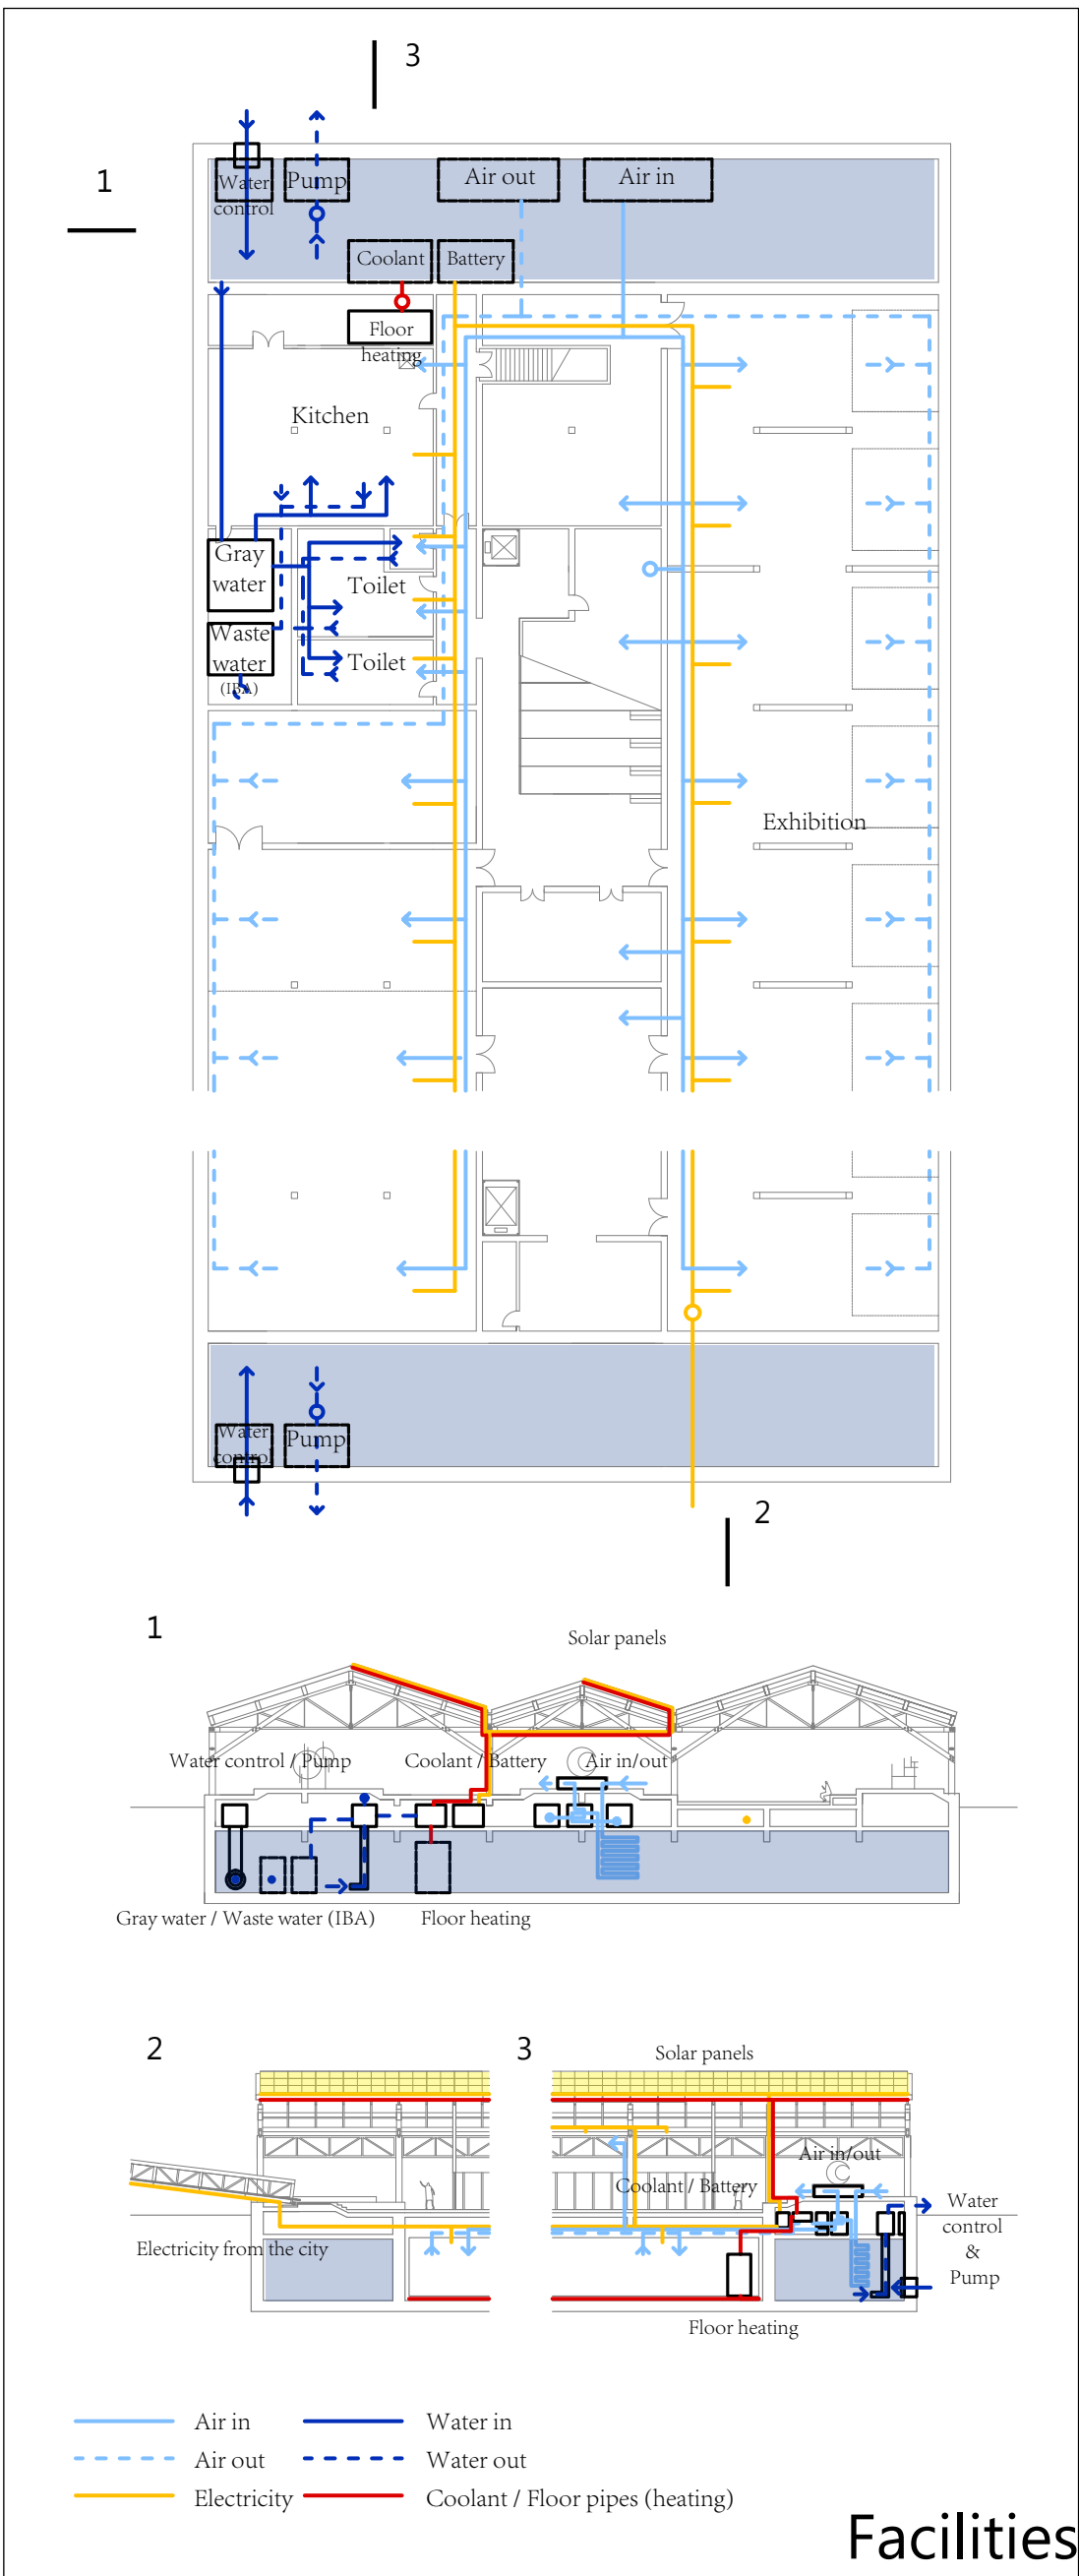 3
1
Water
control
Pump
Air out
Air in
Coolant
Battery
Floor
heating
Kitchen
Gray
water
Toilet
Waste
water
(IBA)
Toilet
Exhibition
Water
control
Pump
2
1
Solar panels
Water control / Pump
Coolant / Battery
Air in/out
Gray water / Waste water (IBA)
Floor heating
2
3
Solar panels
Air in/out
Coolant / Battery
Water
control
&
Pump
Electricity from the city
Floor heating
Air in
Water in
Air out
Water out
Electricity
Coolant / Floor pipes (heating)
Facilities